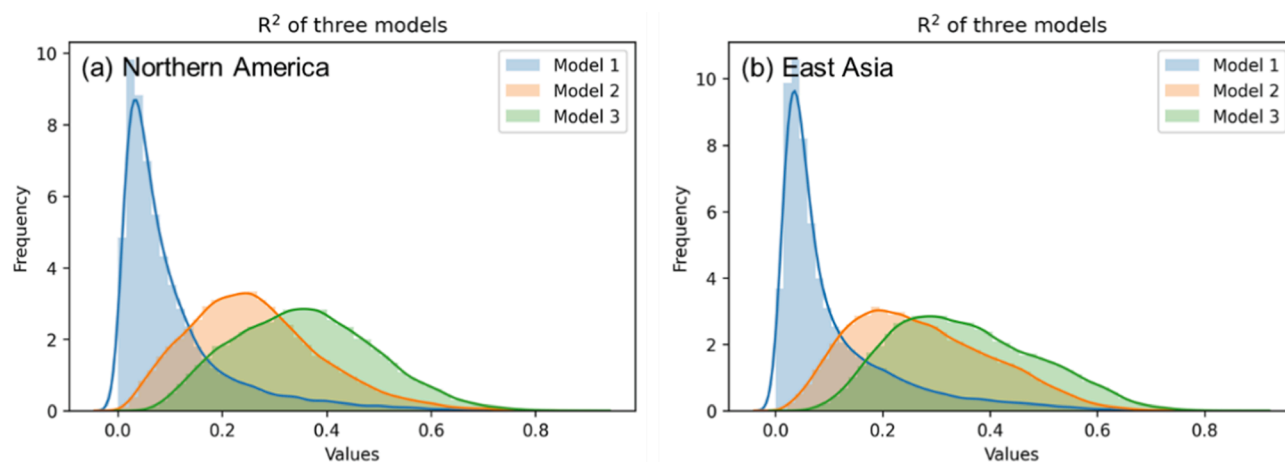 R² of three models
(a) Northern America
Model 1
Model 2
Model 3
Frequency
10
8
6
4
2
0
0.0 0.2 0.4 0.6 0.8
Values
R² of three models
(b) East Asia
Model 1
Model 2
Model 3
Frequency
10
8
6
4
2
0
0.0 0.2 0.4 0.6 0.8
Values